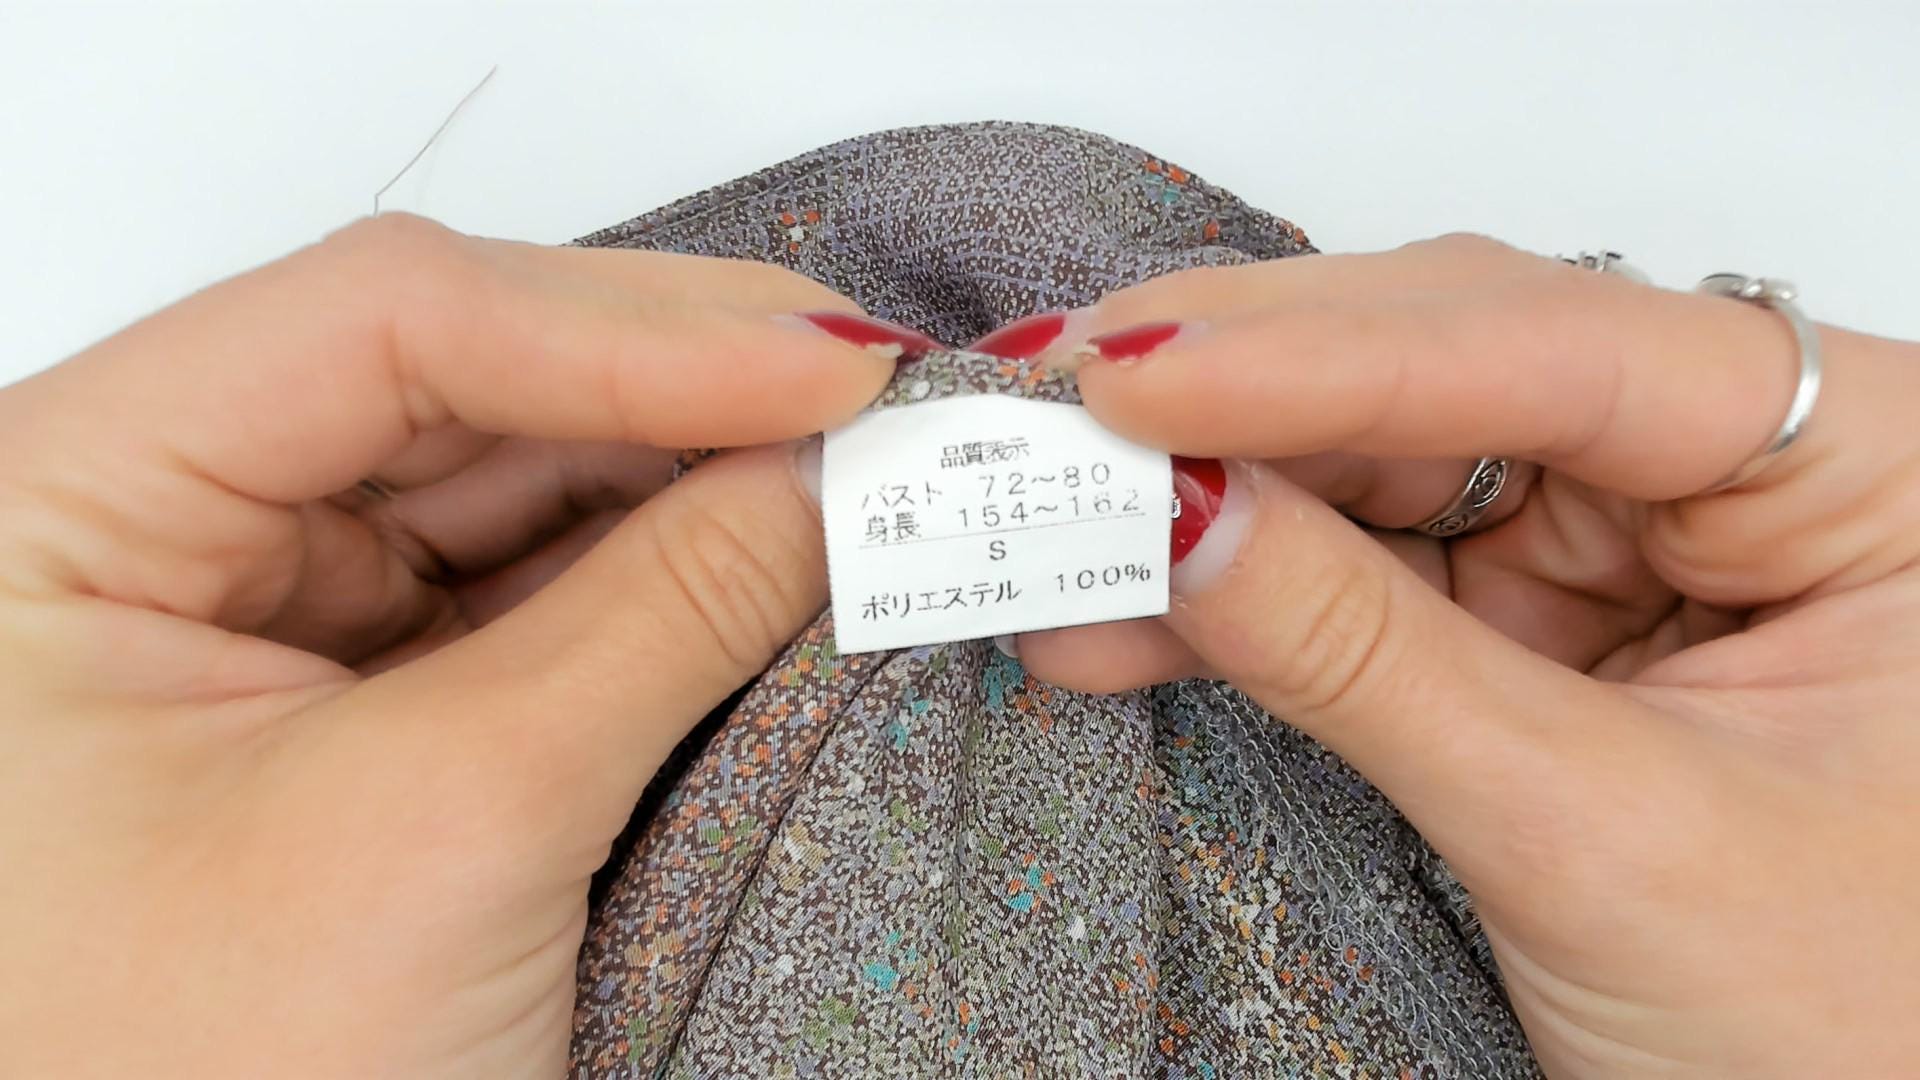 品質表示
バスト 72~80
身長 154~162
S
ポリエステル 100%